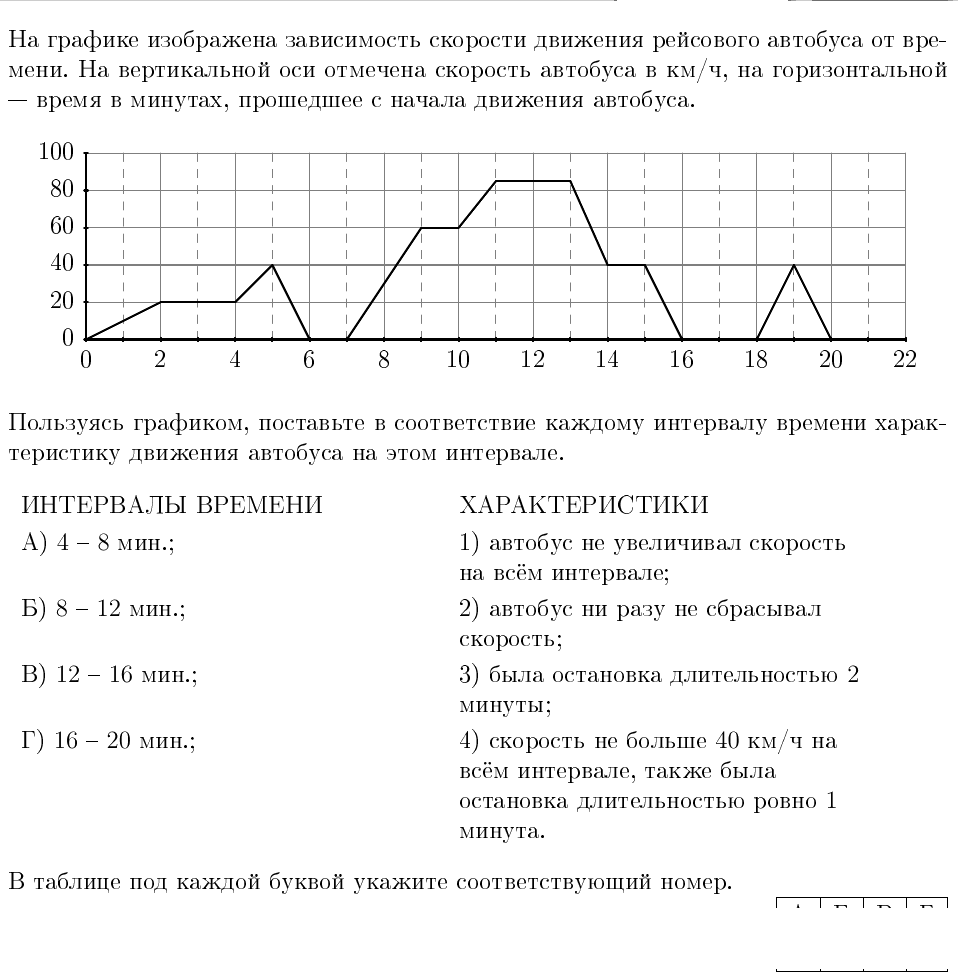 На графике изображена зависимость скорости движения рейсового автобуса от вре-
мени. На вертикальной оси отмечена скорость автобуса в км/ч, на горизонтальной
— время в минутах, прошедшее с начала движения автобуса.
100
80
60
40
20
0
0 2 4 6 8 10 12 14 16 18 20 22
Пользуясь графиком, поставьте в соответствие каждому интервалу времени харак-
теристику движения автобуса на этом интервале.
ИНТЕРВАЛЫ ВРЕМЕНИ ХАРАКТЕРИСТИКИ
А) 4 – 8 мин.; 1) автобус не увеличивал скорость
на всём интервале;
Б) 8 – 12 мин.; 2) автобус ни разу не сбрасывал
скорость;
В) 12 – 16 мин.; 3) была остановка длительностью 2
минуты;
Г) 16 – 20 мин.; 4) скорость не больше 40 км/ч на
всём интервале, также была
остановка длительностью ровно 1
минута.
В таблице под каждой буквой укажите соответствующий номер.